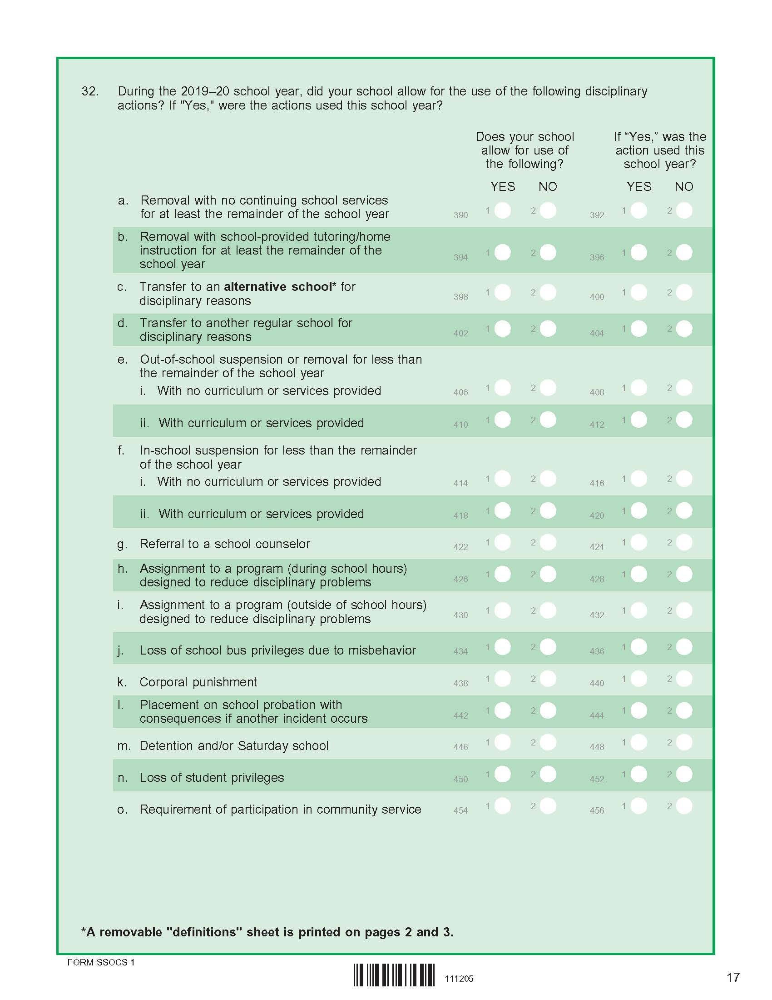 32. During the 2019–20 school year, did your school allow for the use of the following disciplinary
actions? If "Yes," were the actions used this school year?
Does your school
allow for use of
the following?
If “Yes,” was the
action used this
school year?
YES NO YES NO
a. Removal with no continuing school services
for at least the remainder of the school year 390 1 2 392 1 2
b. Removal with school-provided tutoring/home
instruction for at least the remainder of the
school year 394 1 2 396 1 2
c. Transfer to an alternative school* for
disciplinary reasons 398 1 2 400 1 2
d. Transfer to another regular school for
disciplinary reasons 402 1 2 404 1 2
e. Out-of-school suspension or removal for less than
the remainder of the school year
i. With no curriculum or services provided 406 1 2 408 1 2
ii. With curriculum or services provided 410 1 2 412 1 2
f. In-school suspension for less than the remainder
of the school year
i. With no curriculum or services provided 414 1 2 416 1 2
ii. With curriculum or services provided 418 1 2 420 1 2
g. Referral to a school counselor 422 1 2 424 1 2
h. Assignment to a program (during school hours)
designed to reduce disciplinary problems 426 1 2 428 1 2
i. Assignment to a program (outside of school hours)
designed to reduce disciplinary problems 430 1 2 432 1 2
j. Loss of school bus privileges due to misbehavior 434 1 2 436 1 2
k. Corporal punishment 438 1 2 440 1 2
l. Placement on school probation with
consequences if another incident occurs 442 1 2 444 1 2
m. Detention and/or Saturday school 446 1 2 448 1 2
n. Loss of student privileges 450 1 2 452 1 2
o. Requirement of participation in community service 454 1 2 456 1 2
*A removable "definitions" sheet is printed on pages 2 and 3.
FORM SSOCS-1
111205
17